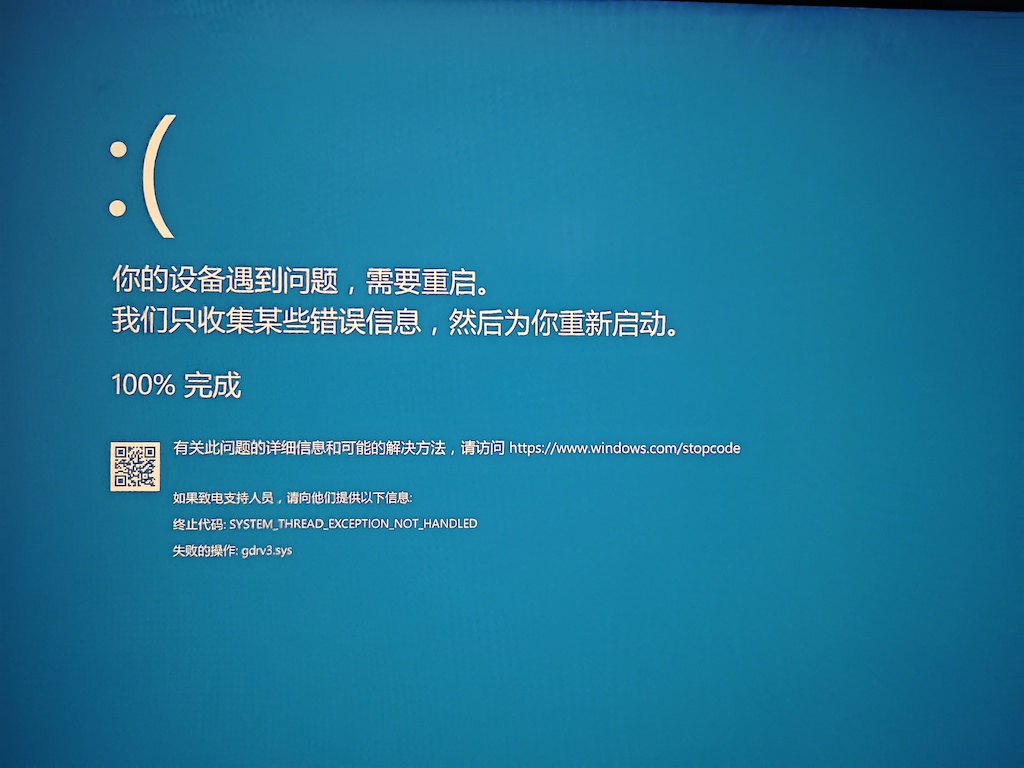 :(
你的设备遇到问题，需要重启。
我们只收集某些错误信息，然后为你重新启动。
100% 完成
有关此问题的详细信息和可能的解决方法，请访问 https://www.windows.com/stopcode
如果致电支持人员，请向他们提供以下信息:
终止代码: SYSTEM_THREAD_EXCEPTION_NOT_HANDLED
失败的操作: gdrv3.sys